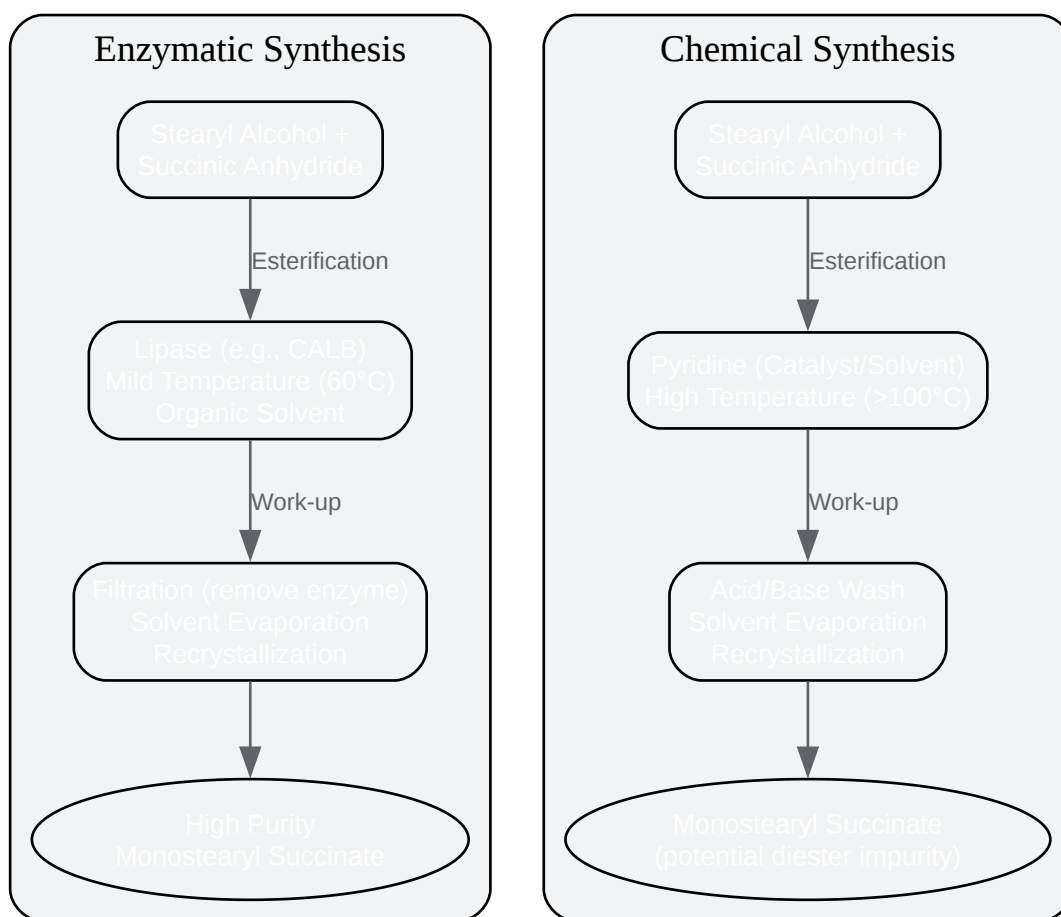 Enzymatic Synthesis
Stearyl Alcohol +
Succinic Anhydride
Esterification
Lipase (e.g., CALB)
Mild Temperature (60°C)
Organic Solvent
Work-up
Filtration (remove enzyme)
Solvent Evaporation
Recrystallization
High Purity
Monostearyl Succinate
Chemical Synthesis
Stearyl Alcohol +
Succinic Anhydride
Esterification
Pyridine (Catalyst/Solvent)
High Temperature (>100°C)
Work-up
Acid/Base Wash
Solvent Evaporation
Recrystallization
Monostearyl Succinate
(potential diester impurity)